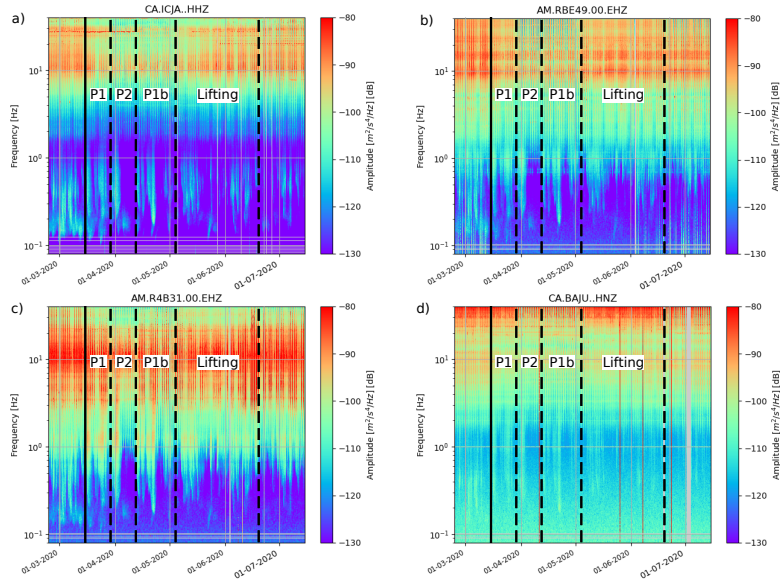 a)
CA.ICJA..HHZ
Frequency [Hz]
10¹
10⁰
10⁻¹
P1
P2
P1b
Lifting
01-03-2020
01-04-2020
01-05-2020
01-06-2020
01-07-2020
−80
−90
−100
−110
−120
−130
Amplitude [m²/s⁴/Hz] [dB]
b)
AM.RBE49.00.EHZ
Frequency [Hz]
10¹
10⁰
10⁻¹
P1
P2
P1b
Lifting
01-03-2020
01-04-2020
01-05-2020
01-06-2020
01-07-2020
−80
−90
−100
−110
−120
−130
Amplitude [m²/s⁴/Hz] [dB]
c)
AM.R4B31.00.EHZ
Frequency [Hz]
10¹
10⁰
10⁻¹
P1
P2
P1b
Lifting
01-03-2020
01-04-2020
01-05-2020
01-06-2020
01-07-2020
−80
−90
−100
−110
−120
−130
Amplitude [m²/s⁴/Hz] [dB]
d)
CA.BAJU..HNZ
Frequency [Hz]
10¹
10⁰
10⁻¹
P1
P2
P1b
Lifting
01-03-2020
01-04-2020
01-05-2020
01-06-2020
01-07-2020
−80
−90
−100
−110
−120
−130
Amplitude [m²/s⁴/Hz] [dB]